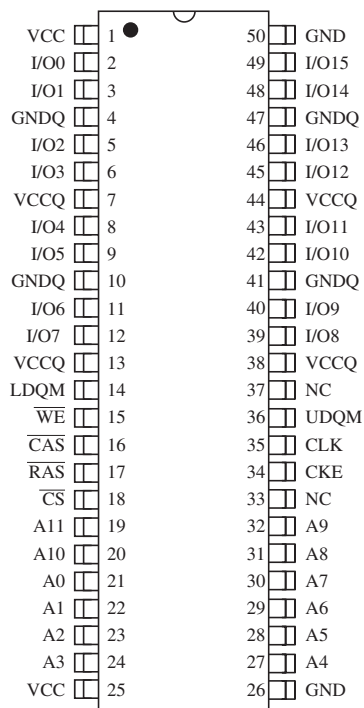 VCC 1 50 GND
I/O0 2 49 I/O15
I/O1 3 48 I/O14
GNDQ 4 47 GNDQ
I/O2 5 46 I/O13
I/O3 6 45 I/O12
VCCQ 7 44 VCCQ
I/O4 8 43 I/O11
I/O5 9 42 I/O10
GNDQ 10 41 GNDQ
I/O6 11 40 I/O9
I/O7 12 39 I/O8
VCCQ 13 38 VCCQ
LDQM 14 37 NC
W̅E̅ 15 36 UDQM
C̅A̅S̅ 16 35 CLK
R̅A̅S̅ 17 34 CKE
C̅S̅ 18 33 NC
A11 19 32 A9
A10 20 31 A8
A0 21 30 A7
A1 22 29 A6
A2 23 28 A5
A3 24 27 A4
VCC 25 26 GND